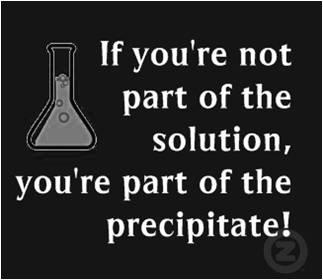 If you're not
part of the
solution,
you're part of the
precipitate!
Z